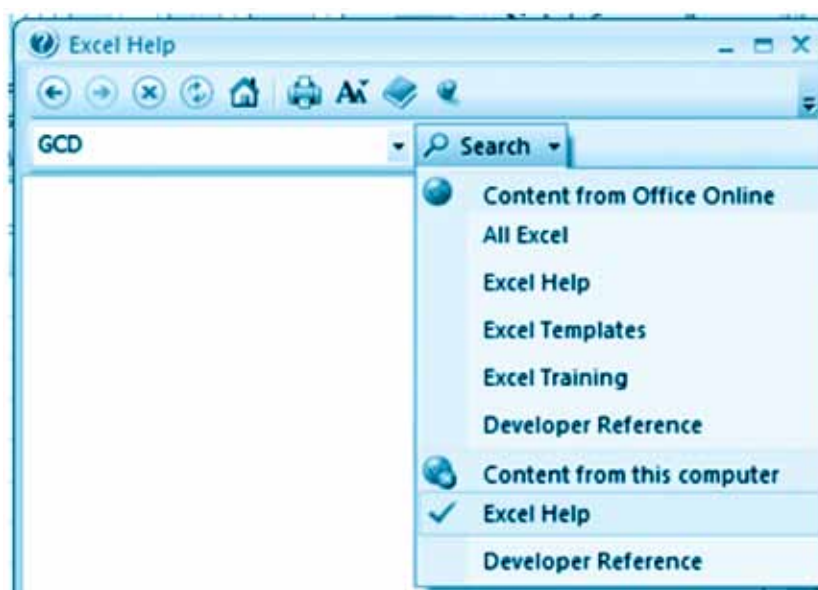 Excel Help
GCD
Search
Content from Office Online
All Excel
Excel Help
Excel Templates
Excel Training
Developer Reference
Content from this computer
Excel Help
Developer Reference